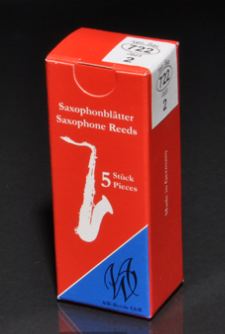 722
2
722
2
Saxophonblätter
Saxophone Reeds
5 Stück
Pieces
Made in Germany